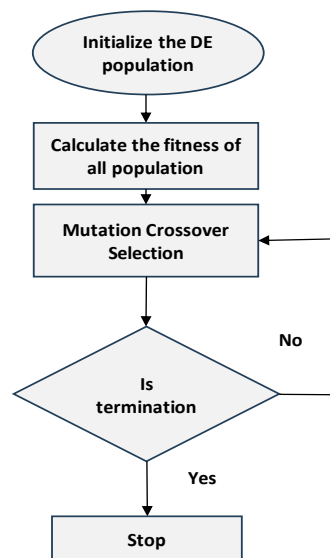 Initialize the DE
population
Calculate the fitness of
all population
Mutation Crossover
Selection
No
Is
termination
Yes
Stop